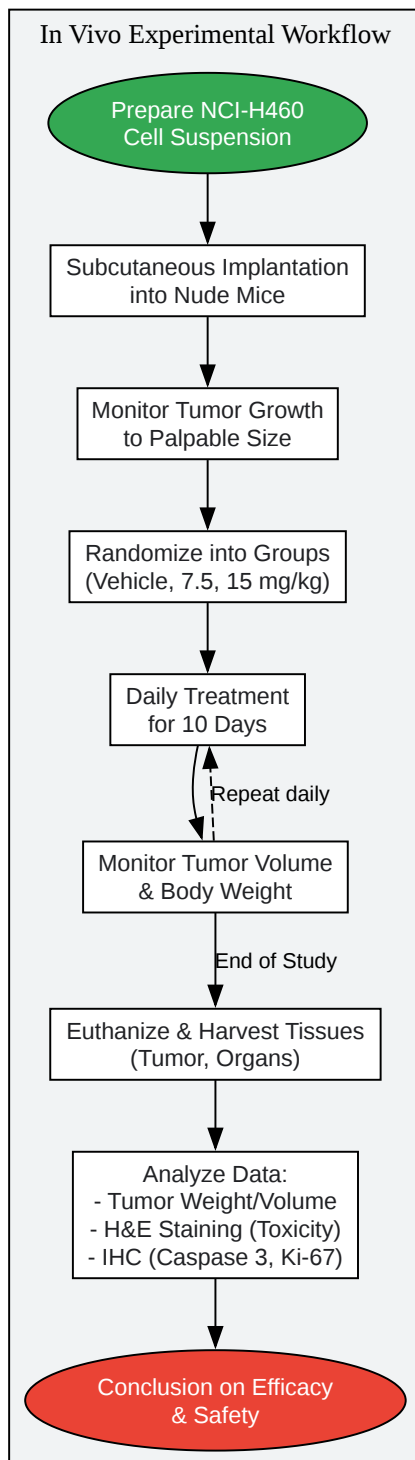 In Vivo Experimental Workflow
Prepare NCI-H460
Cell Suspension
Subcutaneous Implantation
into Nude Mice
Monitor Tumor Growth
to Palpable Size
Randomize into Groups
(Vehicle, 7.5, 15 mg/kg)
Daily Treatment
for 10 Days
Repeat daily
Monitor Tumor Volume
& Body Weight
End of Study
Euthanize & Harvest Tissues
(Tumor, Organs)
Analyze Data:
- Tumor Weight/Volume
- H&E Staining (Toxicity)
- IHC (Caspase 3, Ki-67)
Conclusion on Efficacy
& Safety